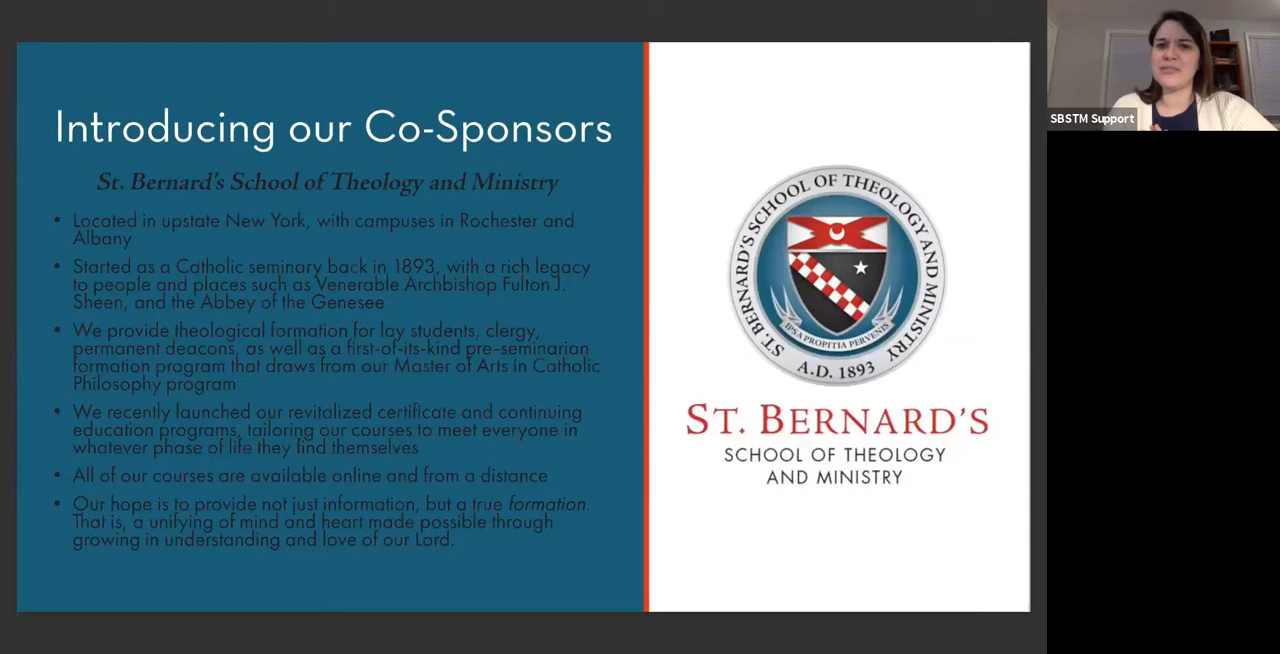 Introducing our Co-Sponsors
St. Bernard's School of Theology and Ministry
• Located in upstate New York, with campuses in Rochester and
Albany
• Started as a Catholic seminary back in 1893, with a rich legacy
to people and places such as Venerable Archbishop Fulton J.
Sheen, and the Abbey of the Genesee
• We provide theological formation for lay students, clergy,
permanent deacons, as well as a first-of-its-kind pre-seminarian
formation program that draws from our Master of Arts in Catholic
Philosophy program
• We recently launched our revitalized certificate and continuing
education programs, tailoring our courses to meet everyone in
whatever phase of life they find themselves
• All of our courses are available online and from a distance
• Our hope is to provide not just information, but a true formation.
That is, a unifying of mind and heart made possible through
growing in understanding and love of our Lord.
ST. BERNARD'S SCHOOL OF THEOLOGY AND MINISTRY
IPSA PROPITIA PERVENIS
A.D. 1893
ST. BERNARD'S
SCHOOL OF THEOLOGY
AND MINISTRY
SBSTM Support